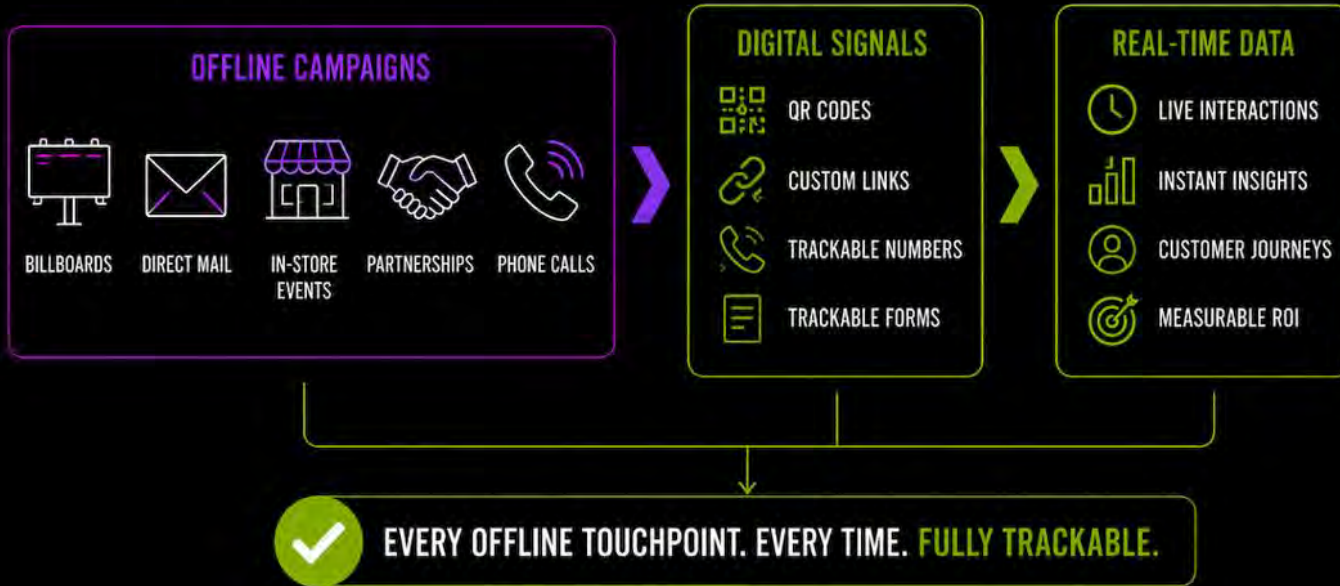 OFFLINE CAMPAIGNS
BILLBOARDS
DIRECT MAIL
IN-STORE
EVENTS
PARTNERSHIPS
PHONE CALLS
DIGITAL SIGNALS
QR CODES
CUSTOM LINKS
TRACKABLE NUMBERS
TRACKABLE FORMS
REAL-TIME DATA
LIVE INTERACTIONS
INSTANT INSIGHTS
CUSTOMER JOURNEYS
MEASURABLE ROI
EVERY OFFLINE TOUCHPOINT. EVERY TIME. FULLY TRACKABLE.